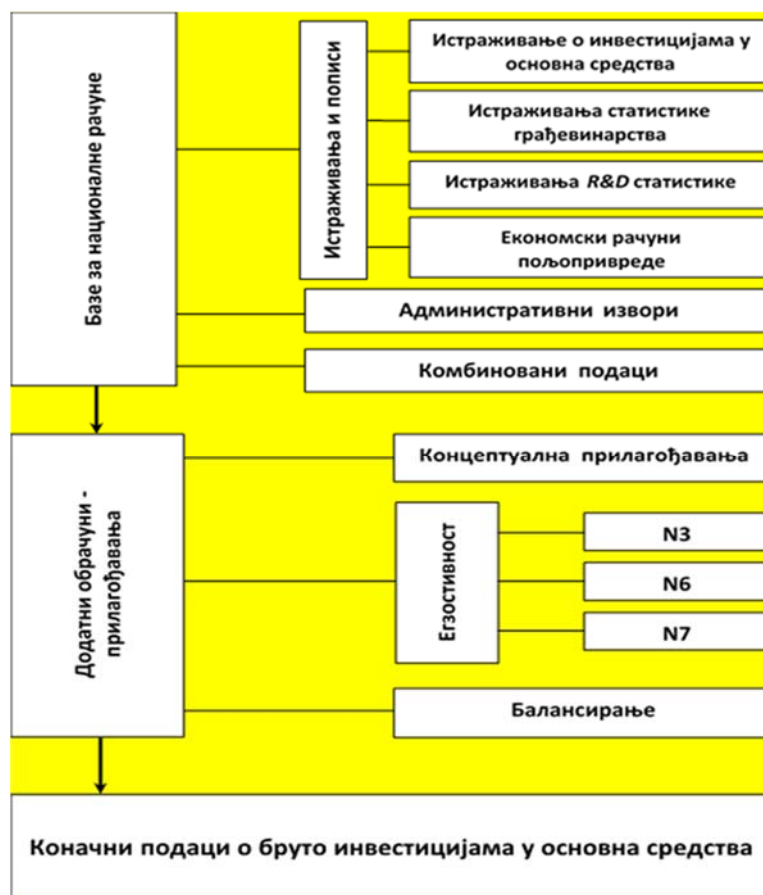 Базе за националне рачуне
Истраживања и пописи
Истраживање о инвестицијама у
основна средства
Истраживања статистике
грађевинарства
Истраживања R&D статистике
Економски рачуни
пољопривреде
Административни извори
Комбиновани подаци
Додатни обрачуни -
прилагођавања
Концептуална прилагођавања
Егзостивност
N3
N6
N7
Балансирање
Коначни подаци о бруто инвестицијама у основна средства